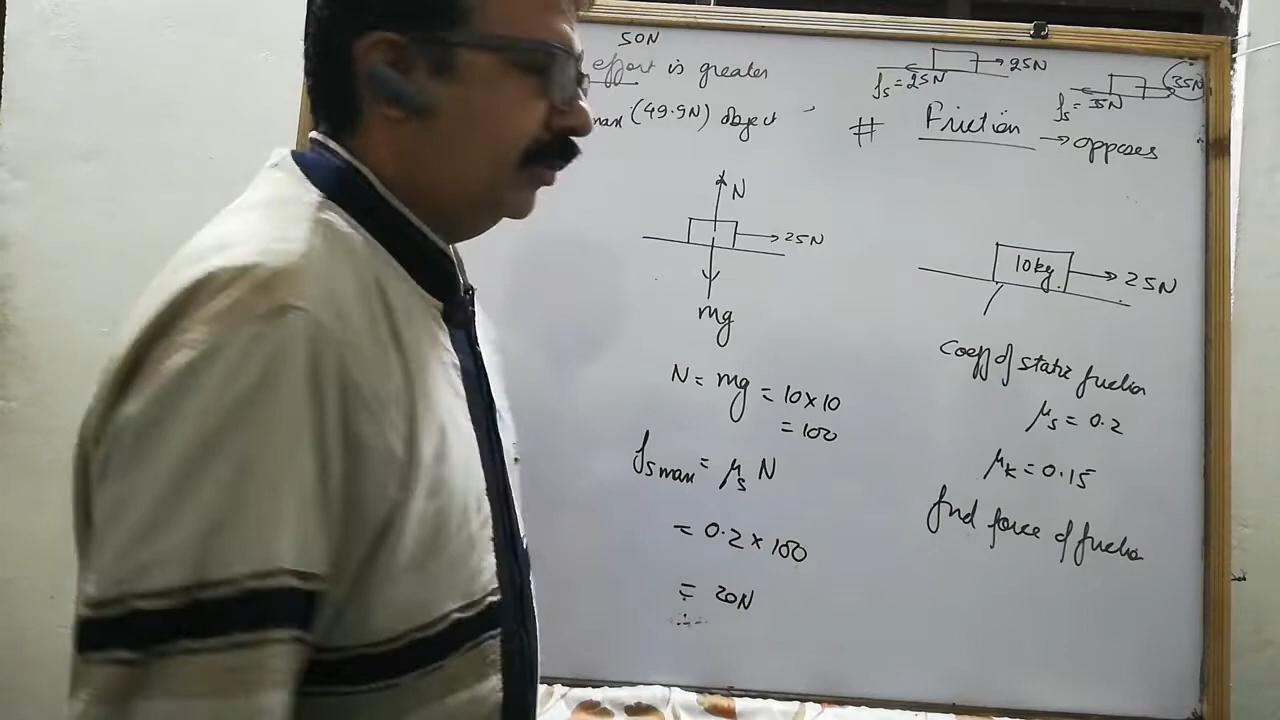 50N
effort is greater
max (49.9N) object
25N
fs = 25N
35N
fs = 35N
# Friction → opposes
N
25N
mg
10kg
25N
N = mg = 10 × 10
= 100
fs max = μs N
= 0.2 × 100
= 20N
Coeff of static friction
μs = 0.2
μk = 0.15
find force of friction